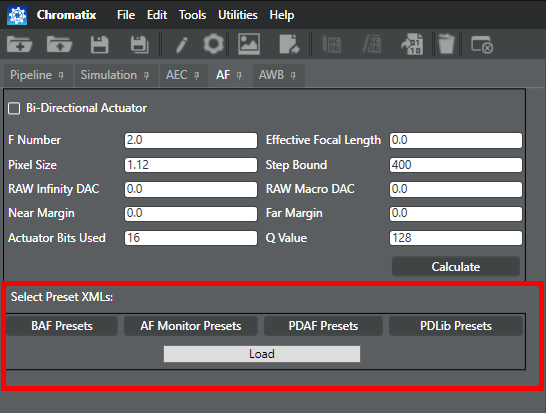 Chromatix File Edit Tools Utilities Help
Pipeline Simulation AEC AF AWB
Bi-Directional Actuator
F Number 2.0 Effective Focal Length 0.0
Pixel Size 1.12 Step Bound 400
RAW Infinity DAC 0.0 RAW Macro DAC 0.0
Near Margin 0.0 Far Margin 0.0
Actuator Bits Used 16 Q Value 128
Calculate
Select Preset XMLs:
BAF Presets AF Monitor Presets PDAF Presets PDLib Presets
Load